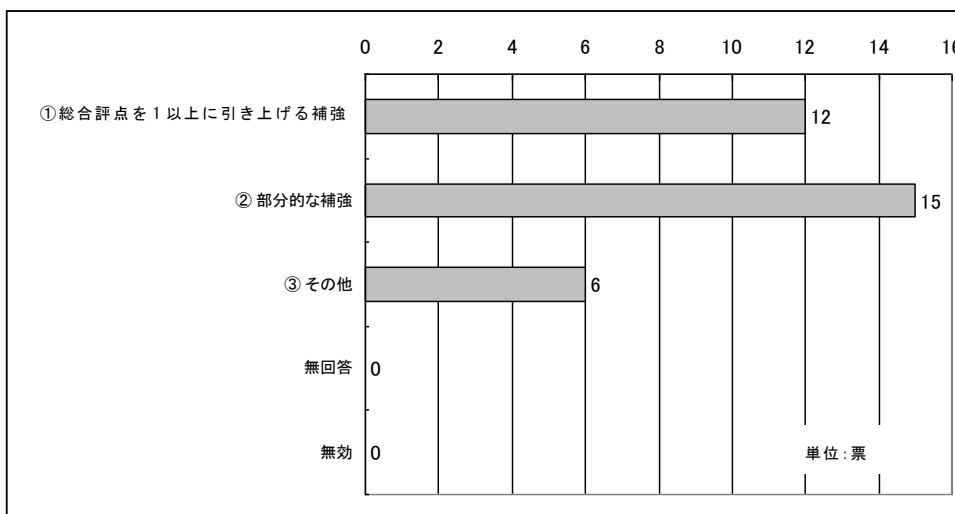 0 2 4 6 8 10 12 14 16
①総合評点を1以上に引き上げる補強 12
②部分的な補強 15
③その他 6
無回答 0
無効 0
単位:票